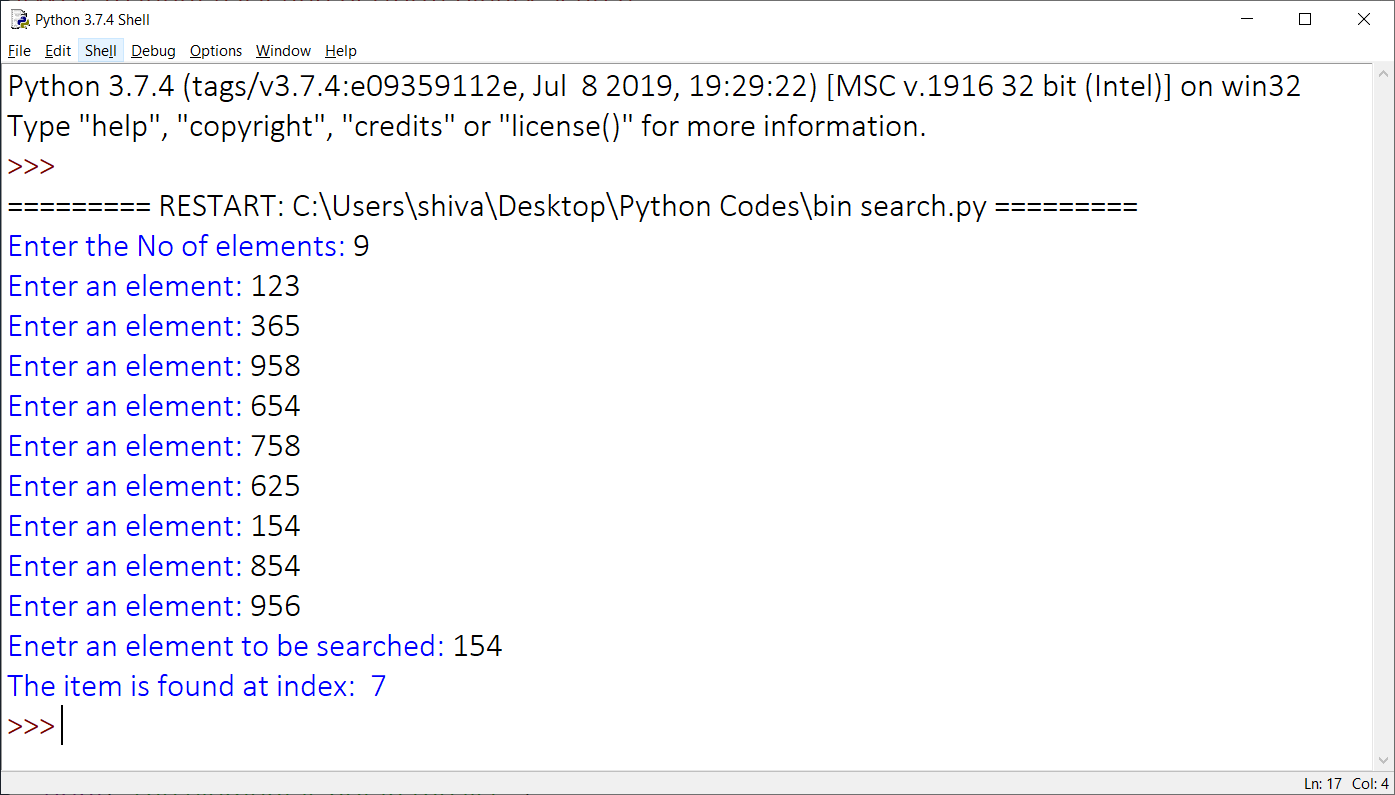 Python 3.7.4 Shell
File Edit Shell Debug Options Window Help
Python 3.7.4 (tags/v3.7.4:e09359112e, Jul  8 2019, 19:29:22) [MSC v.1916 32 bit (Intel)] on win32
Type "help", "copyright", "credits" or "license()" for more information.
>>>
========= RESTART: C:\Users\shiva\Desktop\Python Codes\bin search.py =========
Enter the No of elements: 9
Enter an element: 123
Enter an element: 365
Enter an element: 958
Enter an element: 654
Enter an element: 758
Enter an element: 625
Enter an element: 154
Enter an element: 854
Enter an element: 956
Enetr an element to be searched: 154
The item is found at index:  7
>>>
Ln: 17 Col: 4